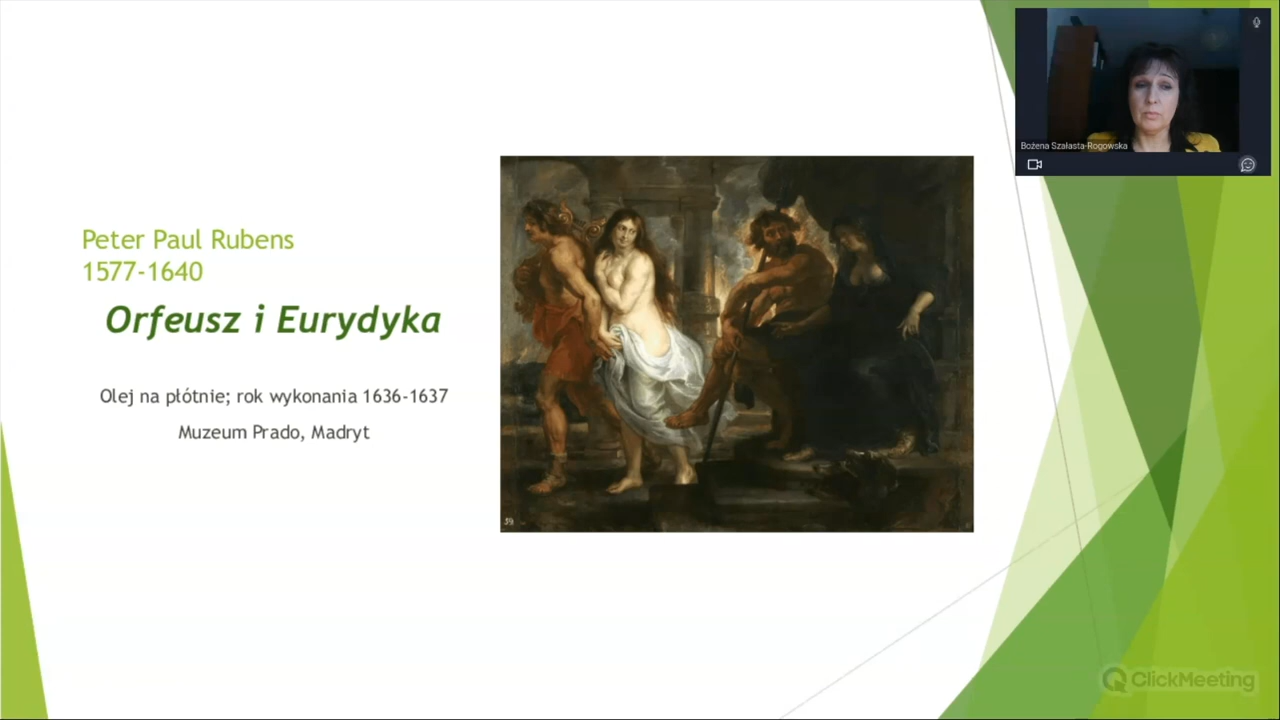 Peter Paul Rubens
1577-1640
Orfeusz i Eurydyka
Olej na płótnie; rok wykonania 1636-1637
Muzeum Prado, Madryt
Bożena Szałasta-Rogowska
59
ClickMeeting